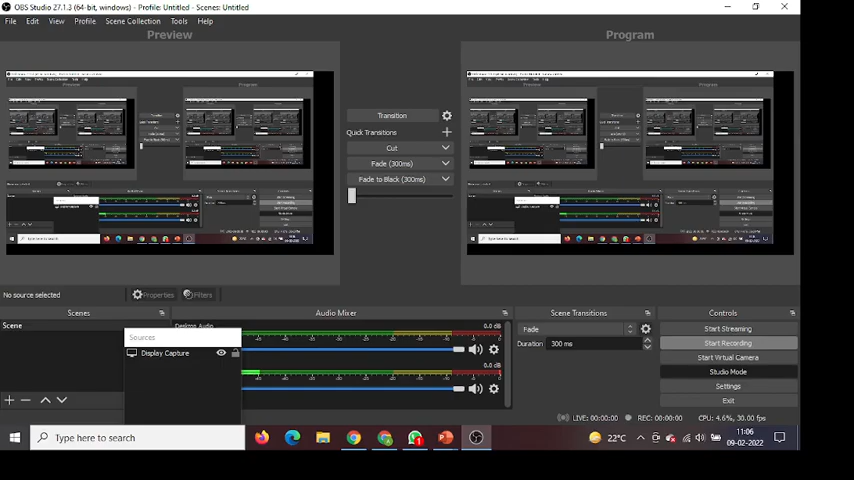 OBS Studio 27.1.3 (64-bit, windows) - Profile: Untitled - Scenes: Untitled
File Edit View Profile Scene Collection Tools Help
Preview
Program
Transition
Quick Transitions
Cut
Fade (300ms)
Fade to Black (300ms)
No source selected
Properties
Filters
Scenes
Audio Mixer
Scene Transitions
Controls
Scene
Sources
Display Capture
Desktop Audio
0.0 dB
0.0 dB
Fade
Duration 300 ms
Start Streaming
Start Recording
Start Virtual Camera
Studio Mode
Settings
Exit
LIVE: 00:00:00 REC: 00:00:00 CPU: 4.6%, 30.00 fps
Type here to search
22°C
11:06
09-02-2022